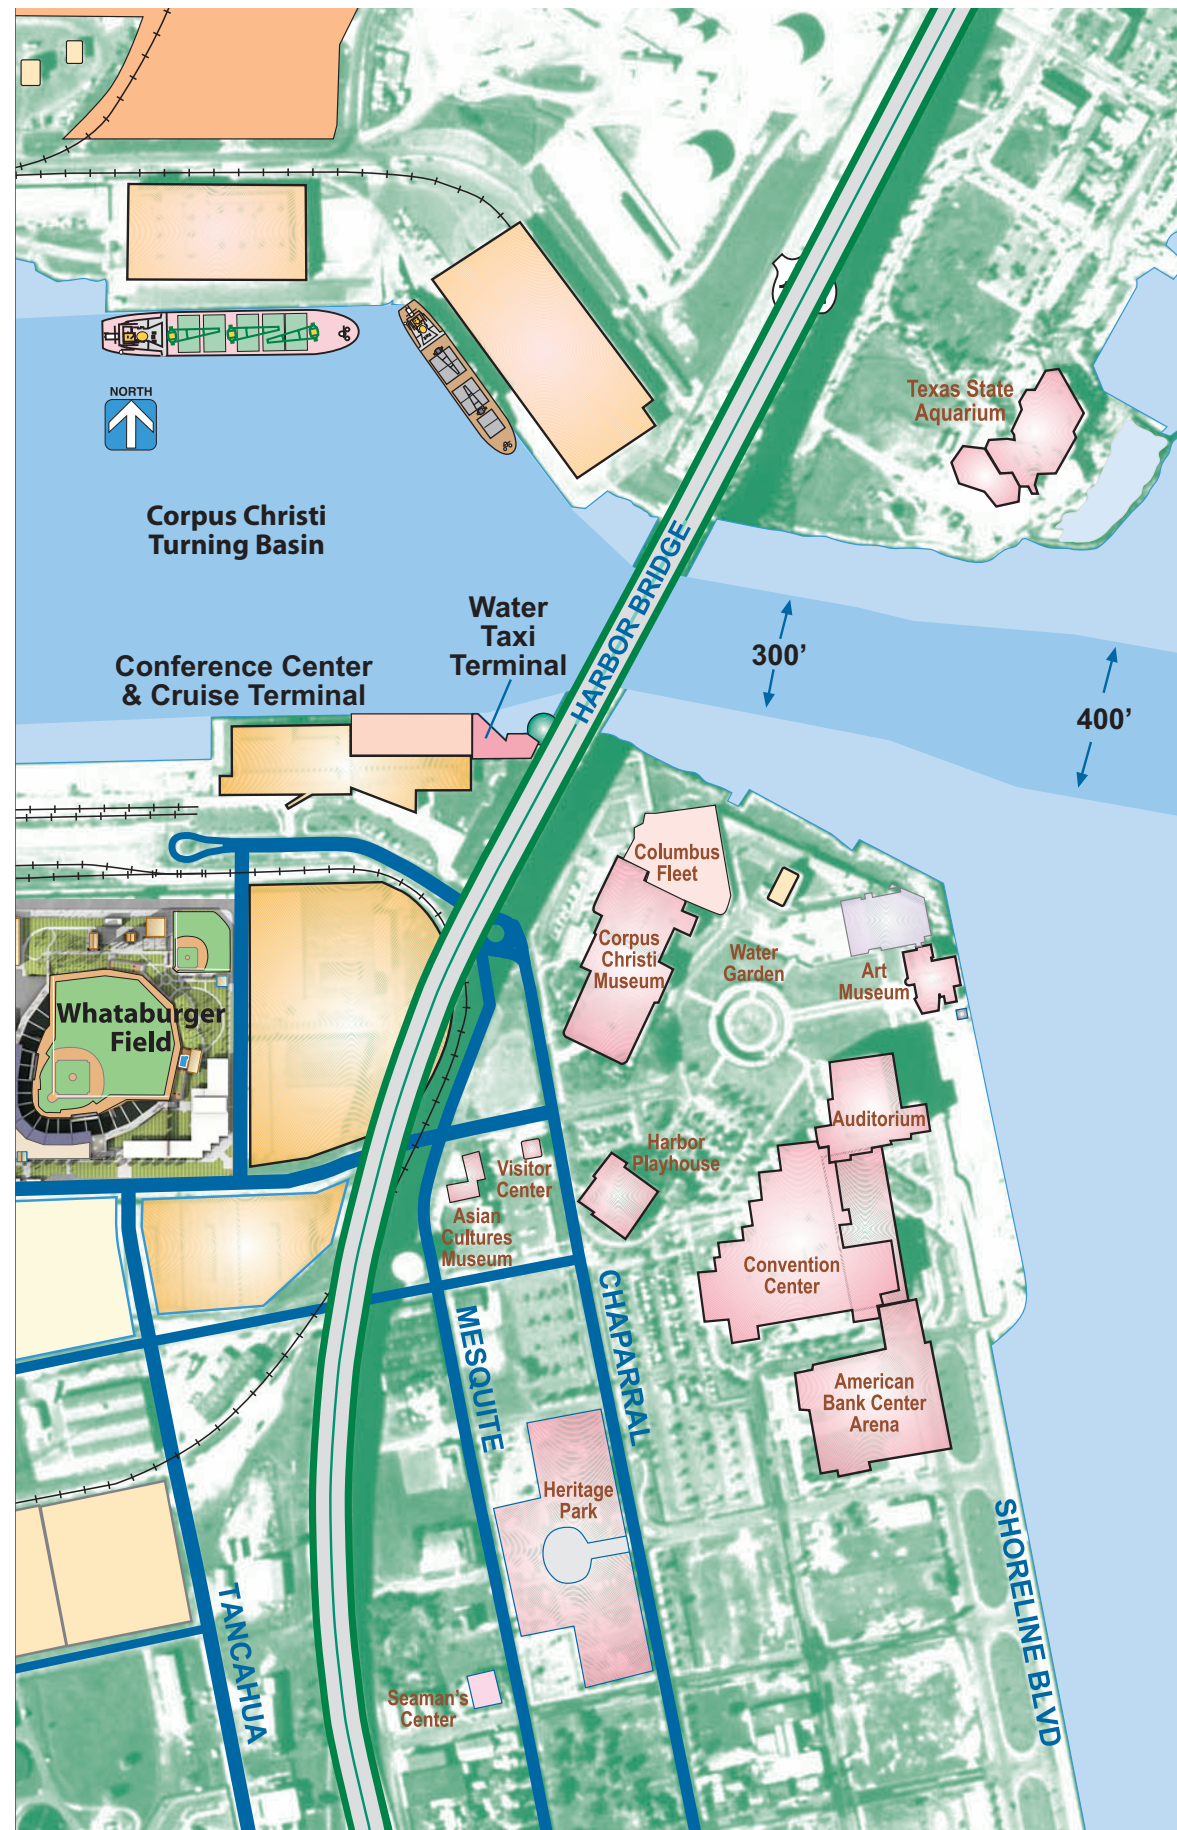 NORTH
Texas State
Aquarium
Corpus Christi
Turning Basin
HARBOR BRIDGE
Water
Taxi
Terminal
300’
Conference Center
& Cruise Terminal
400’
Columbus
Fleet
Corpus
Christi
Museum
Water
Garden
Art
Museum
Whataburger
Field
Auditorium
Harbor
Playhouse
Visitor
Center
Asian
Cultures
Museum
Convention
Center
CHAPARRAL
MESQUITE
American
Bank Center
Arena
Heritage
Park
SHORELINE BLVD
TANCAHUA
Seaman’s
Center